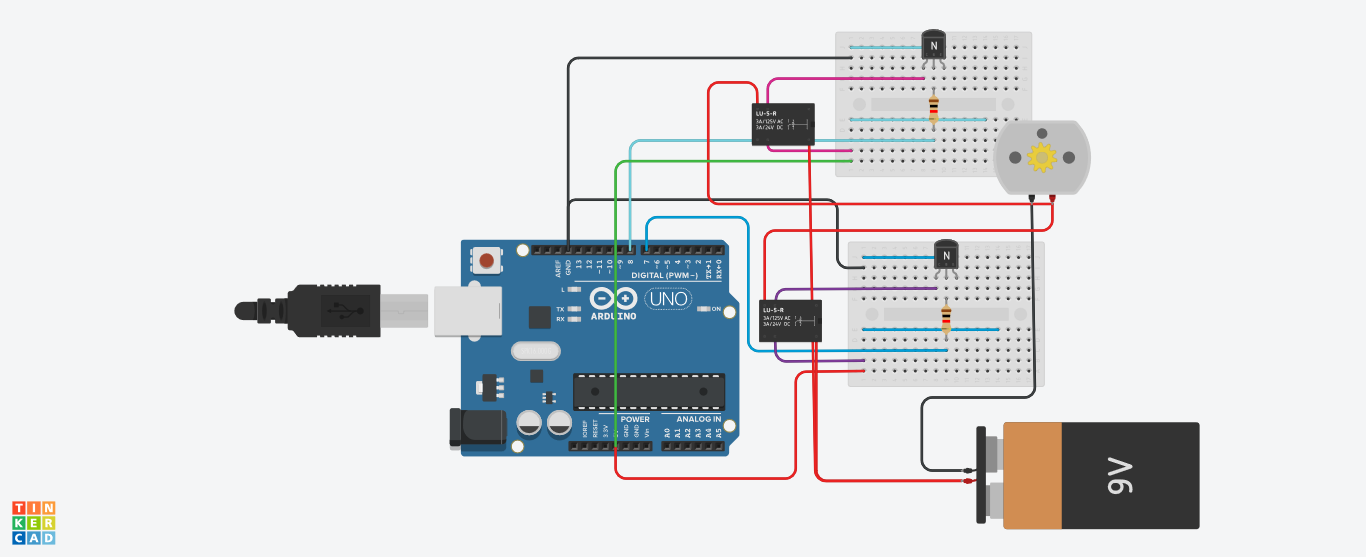 N
LU-5-R
3A/125V AC
3A/24V DC
N
AREF
GND
13
12
~11
~10
~9
8
7
~6
~5
4
~3
2
TX→1
RX←0
DIGITAL (PWM~)
L
TX
RX
ARDUINO
UNO
ON
LU-5-R
3A/125V AC
3A/24V DC
POWER
ANALOG IN
IOREF
RESET
3.3V
GND
GND
Vin
A0
A1
A2
A3
A4
A5
9V
TIN
KER
CAD